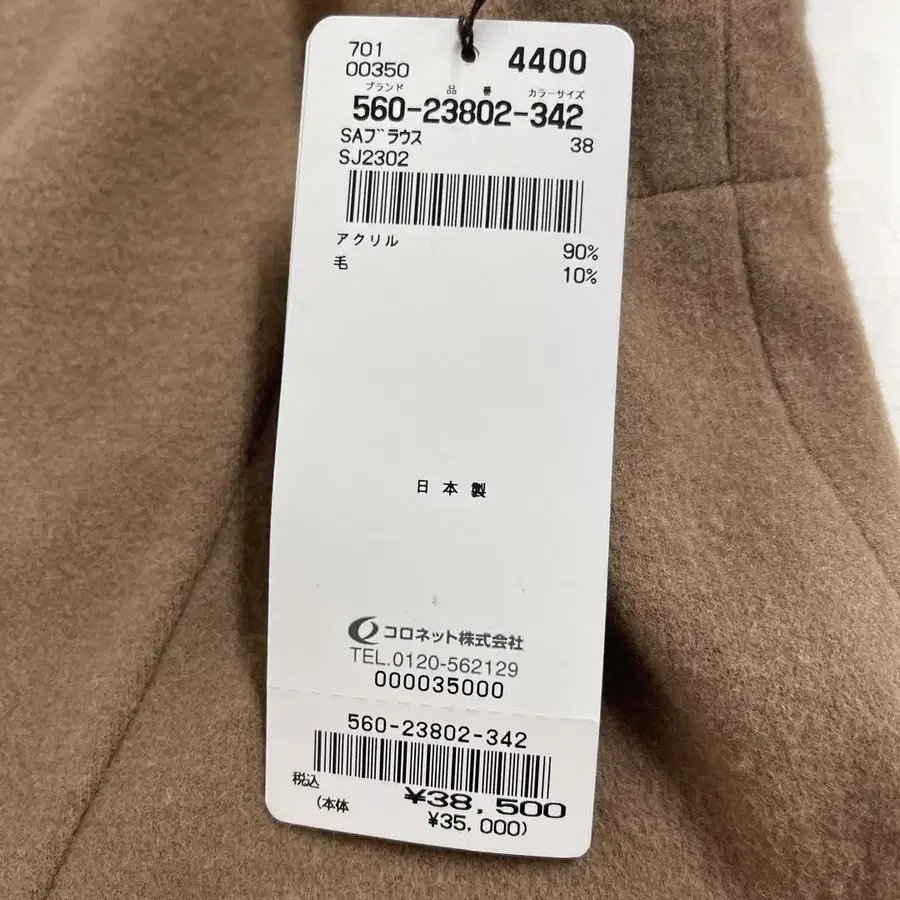 701 4400
00350
ブランド 品番 カラーサイズ
560-23802-342
SAブラウス 38
SJ2302
アクリル 90%
毛 10%
日本製
コロネット株式会社
TEL.0120-562129
000035000
560-23802-342
税込 ¥38,500
(本体 ¥35,000)